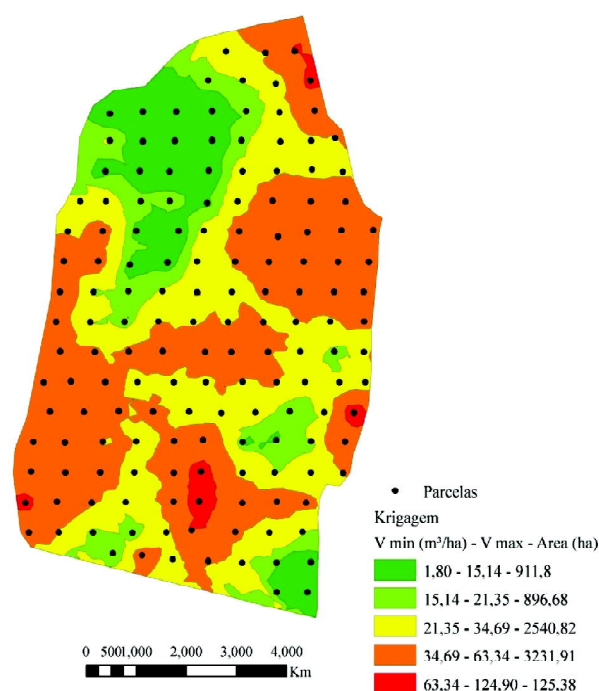 Parcelas
Krigagem
V min (m³/ha) - V max - Area (ha)
1,80 - 15,14 - 911,8
15,14 - 21,35 - 896,68
21,35 - 34,69 - 2540,82
34,69 - 63,34 - 3231,91
63,34 - 124,90 - 125,38
0 5001,000 2,000 3,000 4,000
Km